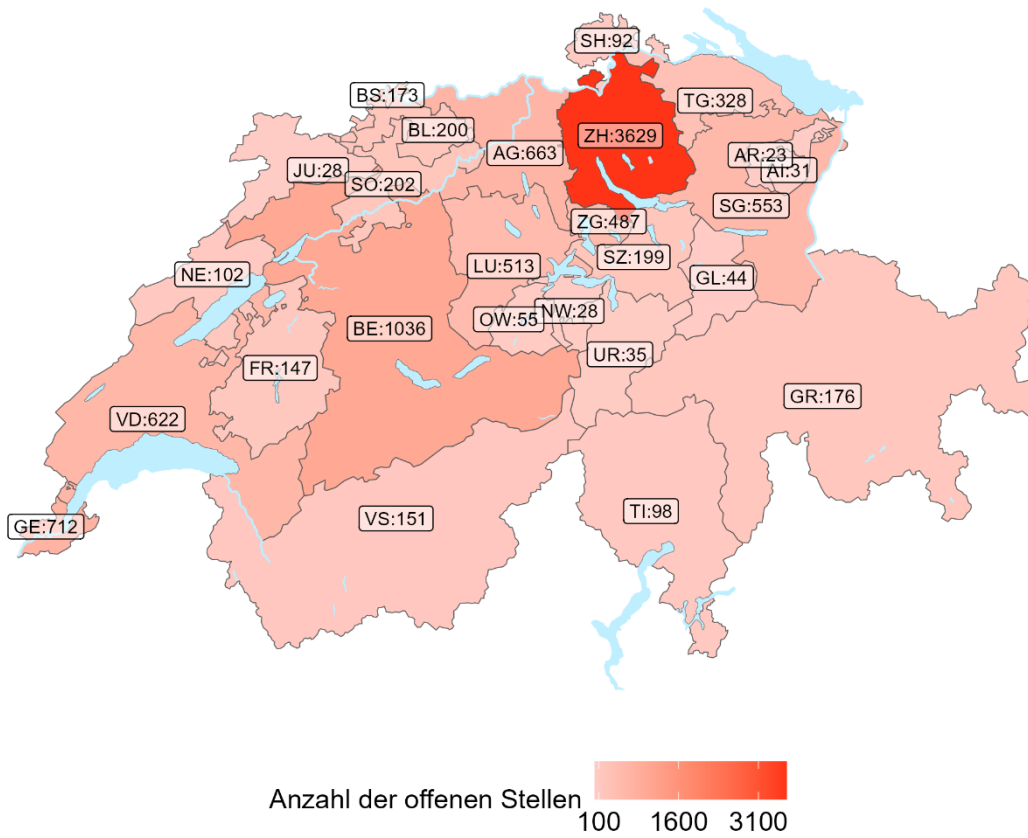 SH:92
BS:173
TG:328
BL:200
ZH:3629
AG:663
AR:23
JU:28
AI:31
SO:202
SG:553
ZG:487
SZ:199
LU:513
NE:102
GL:44
OW:55
NW:28
BE:1036
UR:35
FR:147
GR:176
VD:622
TI:98
VS:151
GE:712
Anzahl der offenen Stellen
100 1600 3100